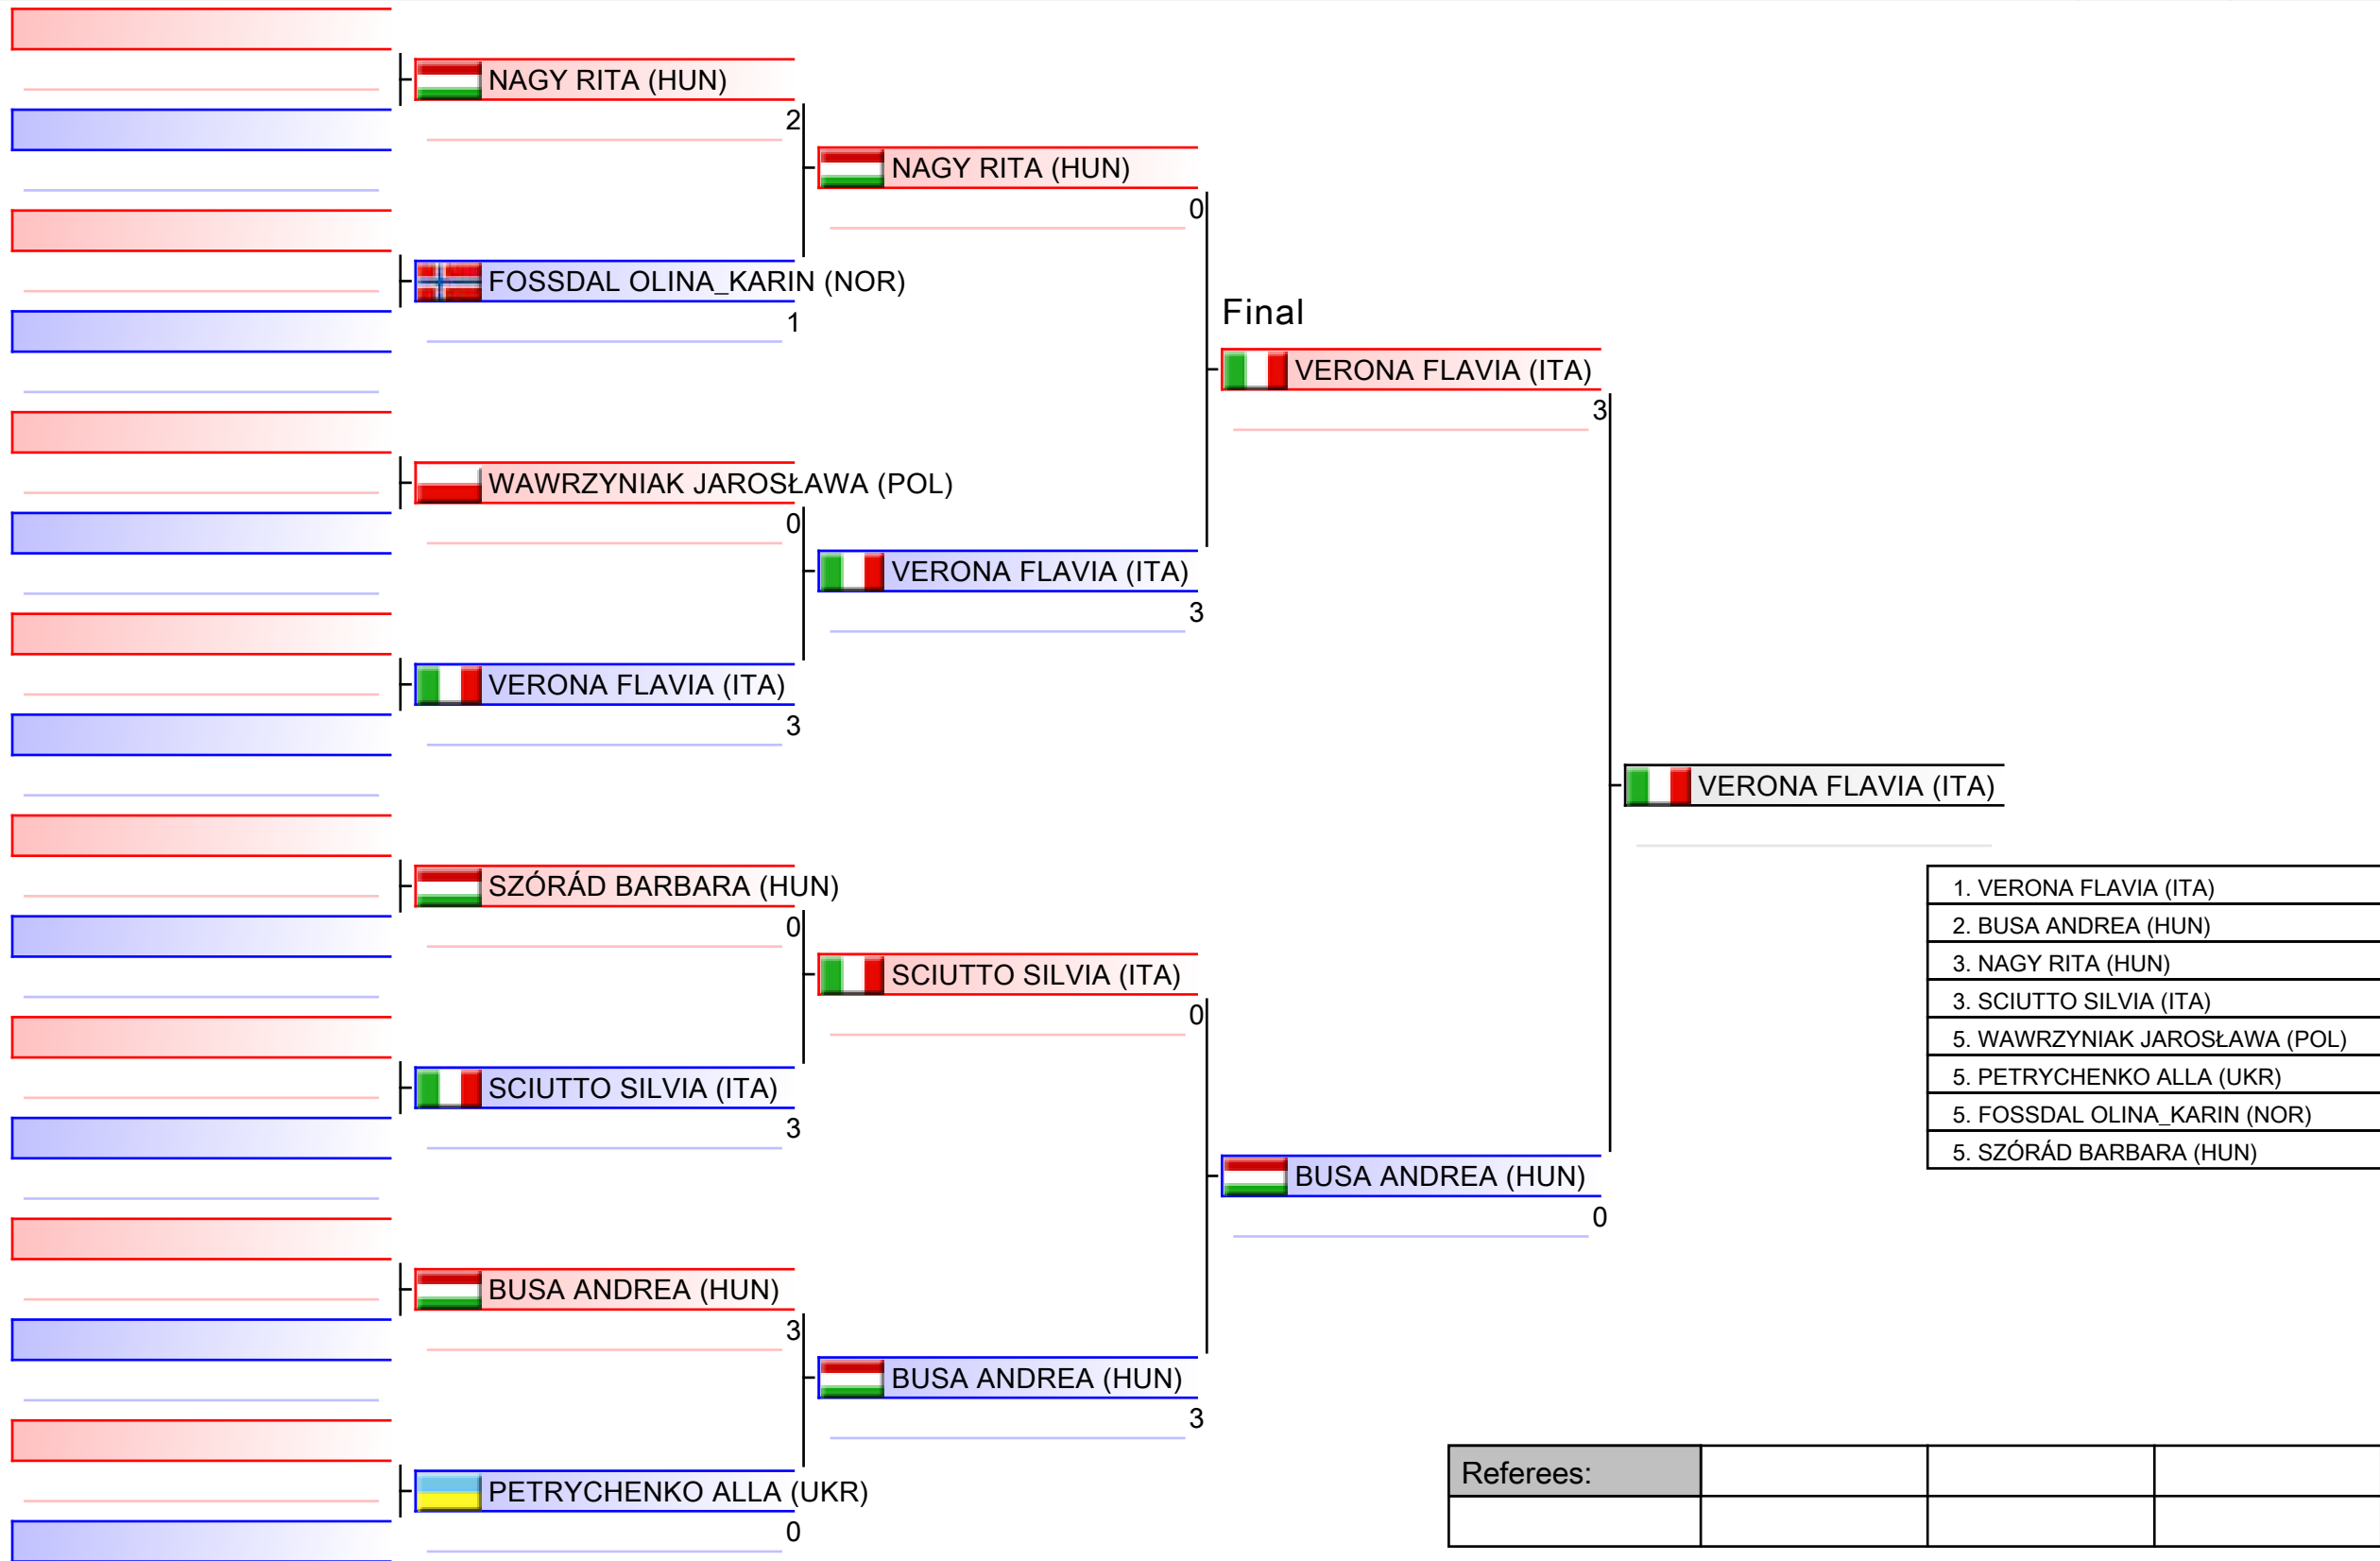 NAGY RITA (HUN)
2
FOSSDAL OLINA_KARIN (NOR)
1
WAWRZYNIAK JAROSŁAWA (POL)
0
VERONA FLAVIA (ITA)
3
SZÓRÁD BARBARA (HUN)
0
SCIUTTO SILVIA (ITA)
3
BUSA ANDREA (HUN)
3
PETRYCHENKO ALLA (UKR)
0
NAGY RITA (HUN)
0
VERONA FLAVIA (ITA)
3
SCIUTTO SILVIA (ITA)
0
BUSA ANDREA (HUN)
3
Final
VERONA FLAVIA (ITA)
3
BUSA ANDREA (HUN)
0
VERONA FLAVIA (ITA)
1. VERONA FLAVIA (ITA)
2. BUSA ANDREA (HUN)
3. NAGY RITA (HUN)
3. SCIUTTO SILVIA (ITA)
5. WAWRZYNIAK JAROSŁAWA (POL)
5. PETRYCHENKO ALLA (UKR)
5. FOSSDAL OLINA_KARIN (NOR)
5. SZÓRÁD BARBARA (HUN)
Referees: